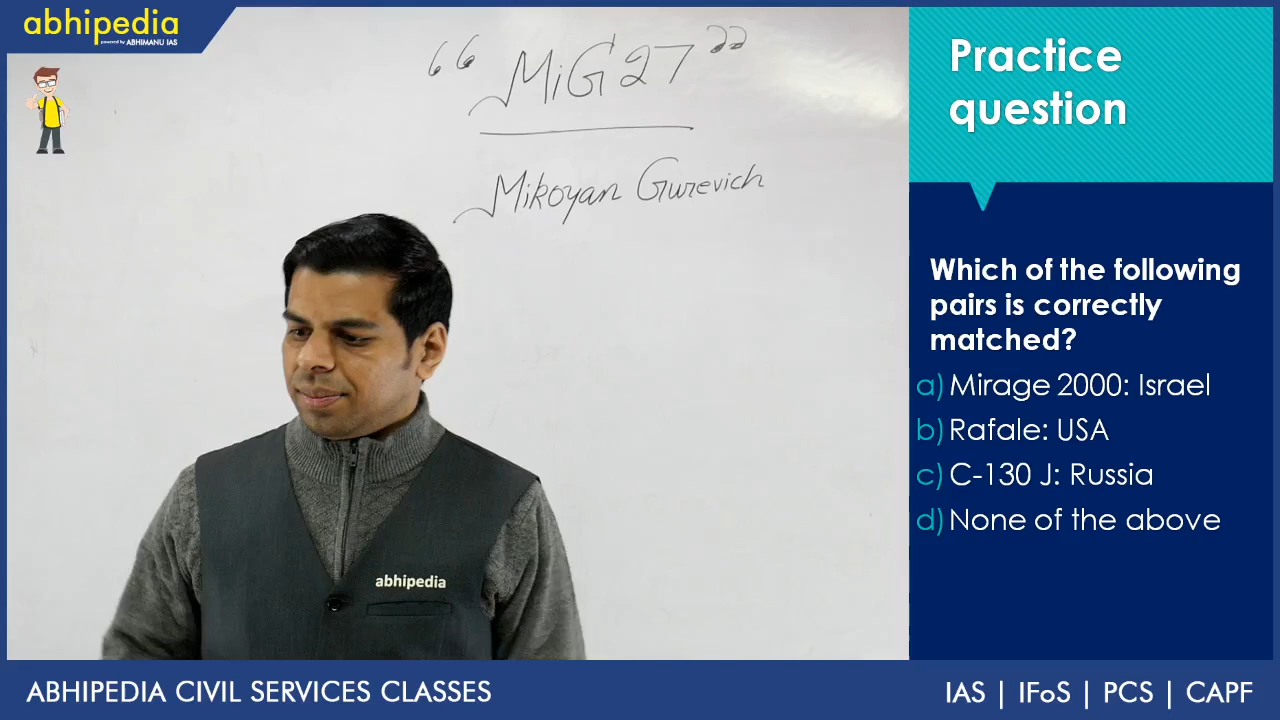 abhipedia
powered by ABHIMANU IAS
"MiG 27"
Mikoyan Gurevich
abhipedia
Practice
question
Which of the following
pairs is correctly
matched?
a) Mirage 2000: Israel
b) Rafale: USA
c) C-130 J: Russia
d) None of the above
ABHIPEDIA CIVIL SERVICES CLASSES
IAS | IFoS | PCS | CAPF